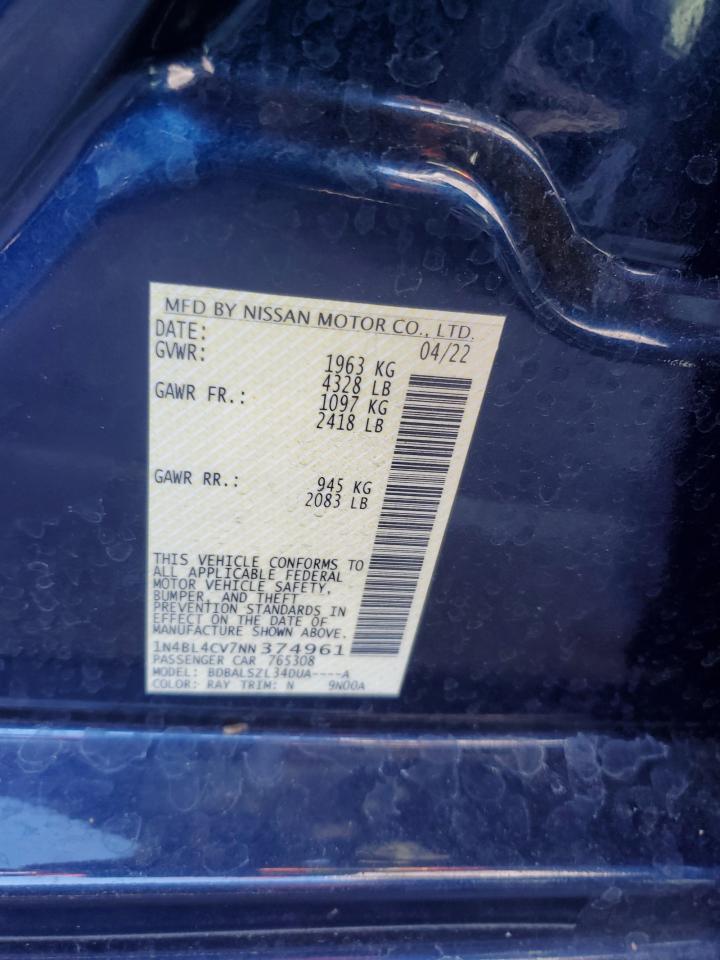 MFD BY NISSAN MOTOR CO., LTD.
DATE: 04/22
GVWR: 1963 KG
4328 LB
GAWR FR.: 1097 KG
2418 LB
GAWR RR.: 945 KG
2083 LB
THIS VEHICLE CONFORMS TO
ALL APPLICABLE FEDERAL
MOTOR VEHICLE SAFETY,
BUMPER, AND THEFT
PREVENTION STANDARDS IN
EFFECT ON THE DATE OF
MANUFACTURE SHOWN ABOVE.
1N4BL4CV7NN374961
PASSENGER CAR 765308
MODEL: BDBALSZL34DUA----A
COLOR: RAY TRIM: N 9N00A